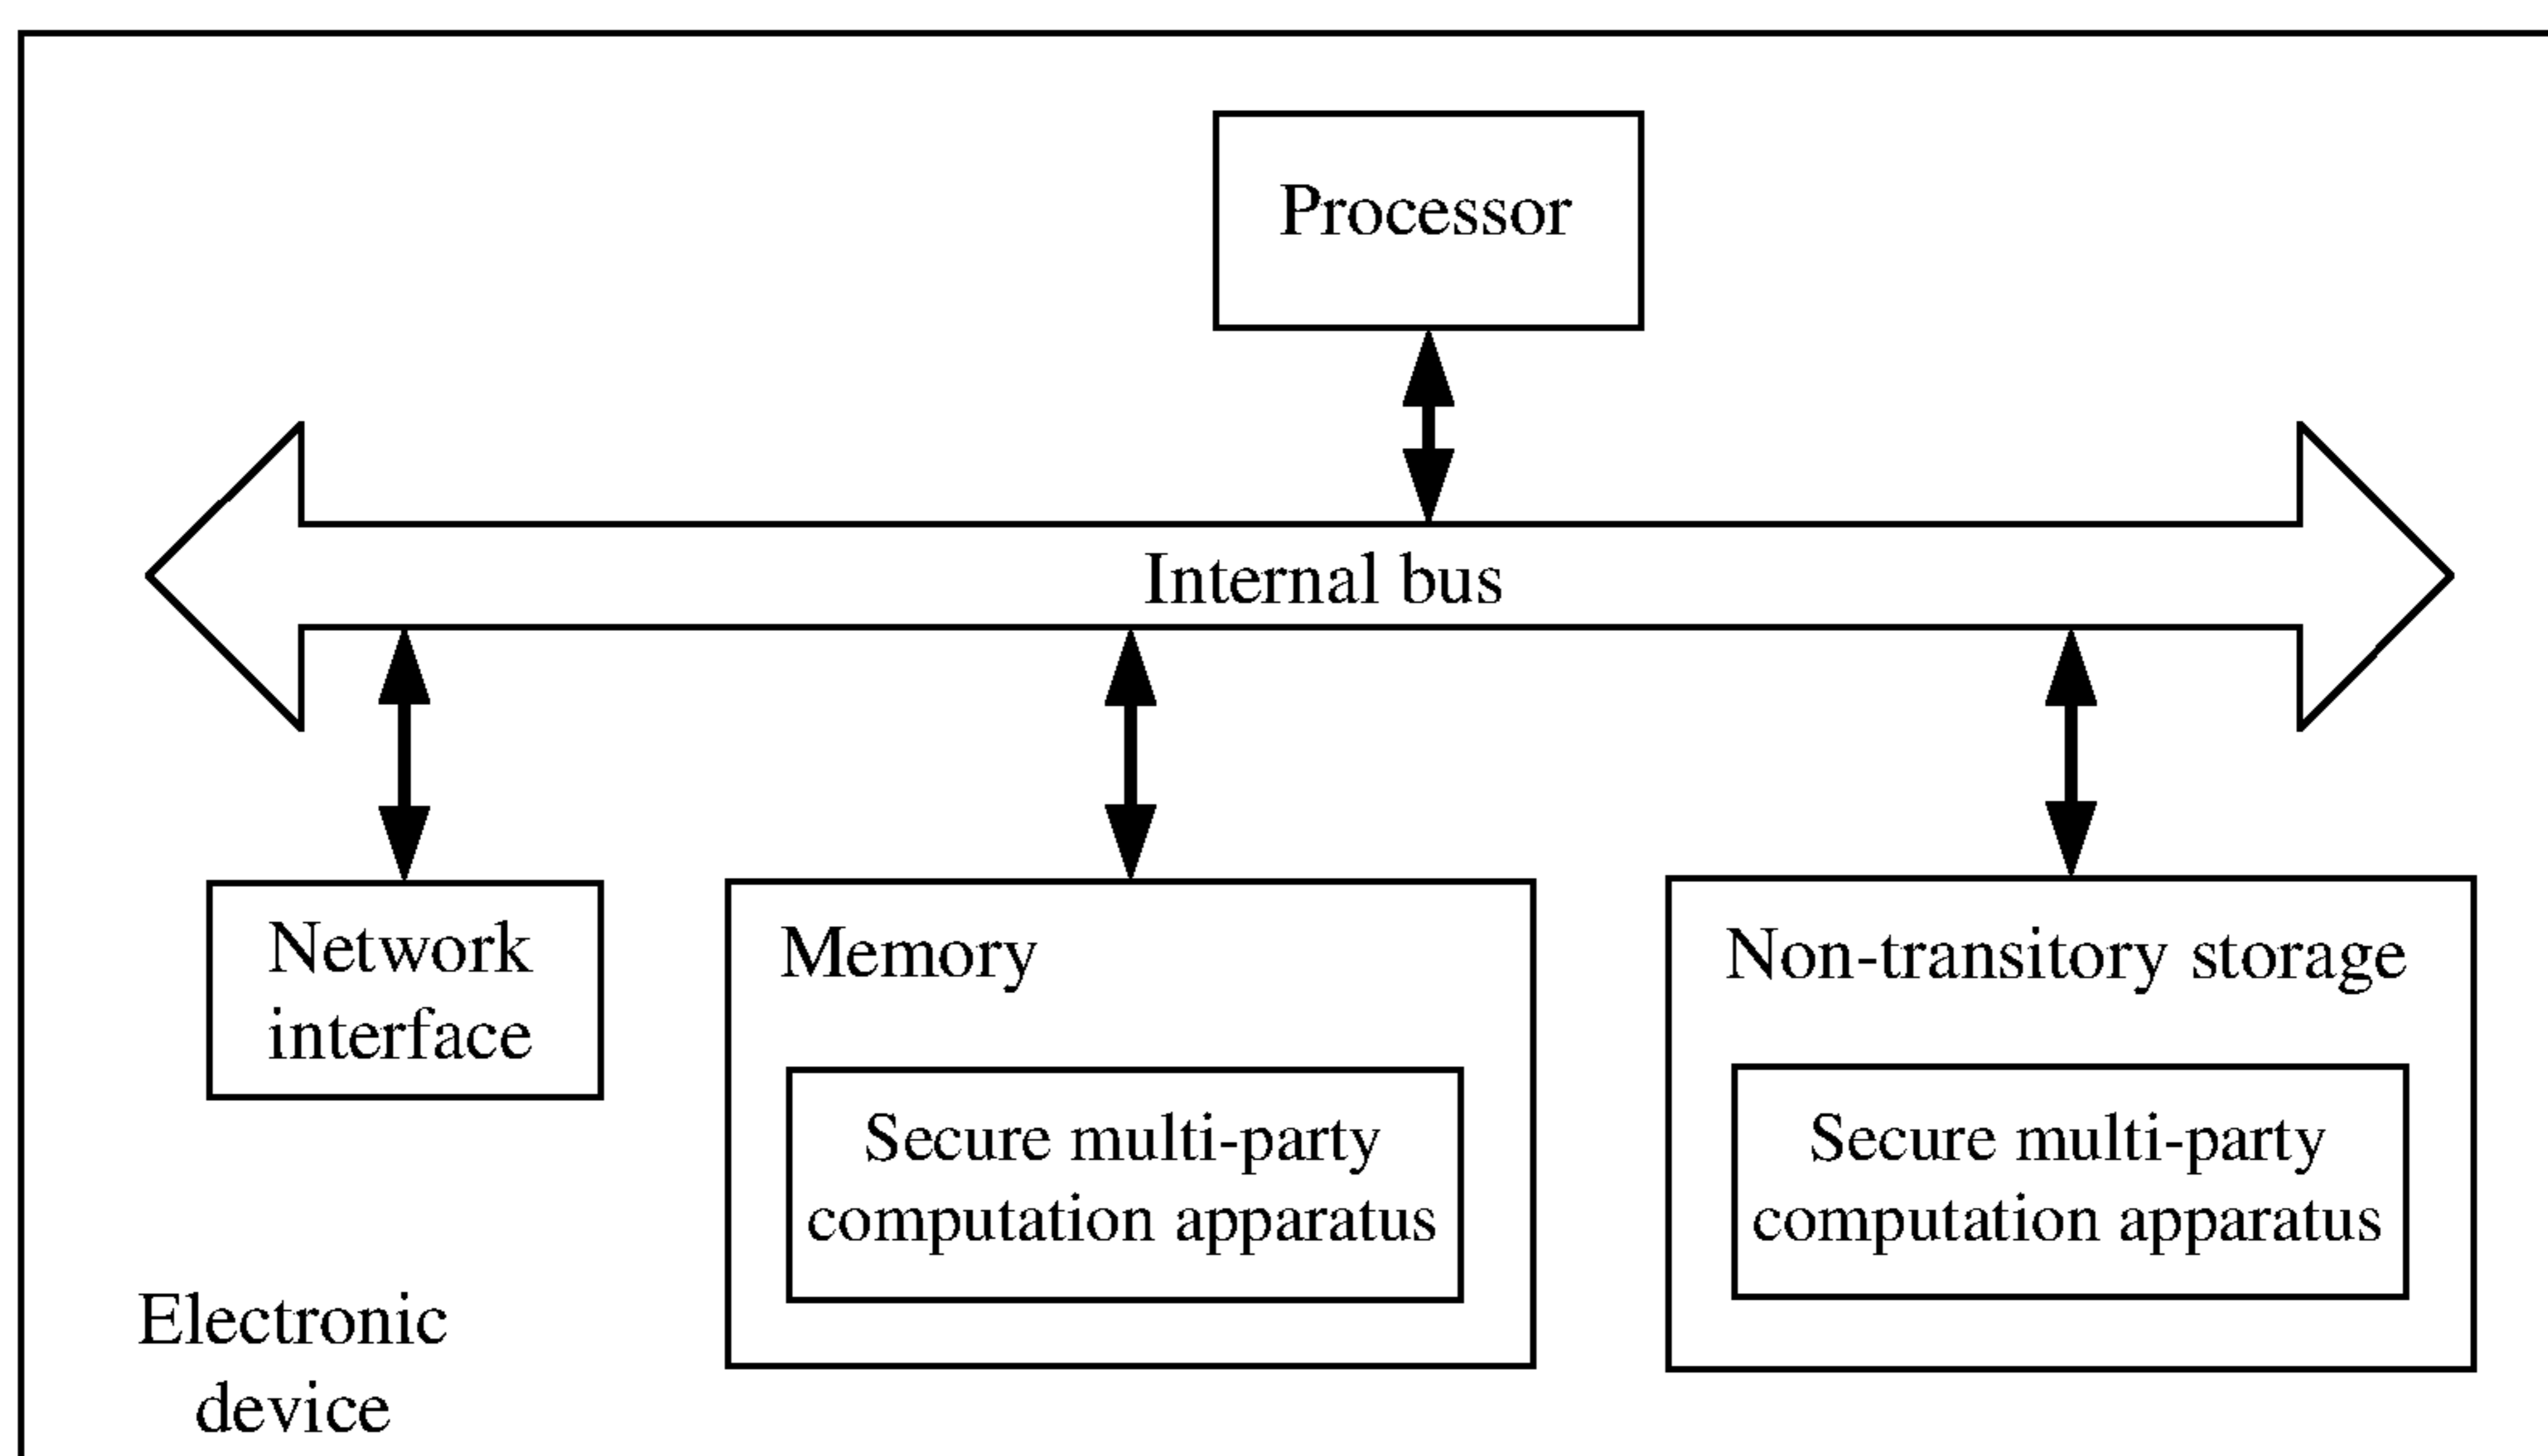 Processor
Internal bus
Network
interface
Memory
Secure multi-party
computation apparatus
Non-transitory storage
Secure multi-party
computation apparatus
Electronic
device